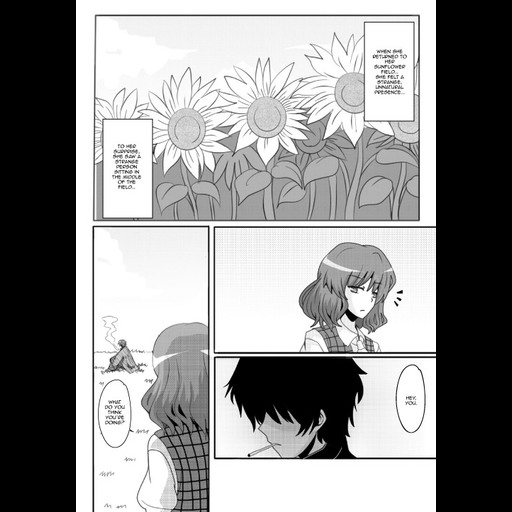 WHEN SHE
RETURNED TO
HER
SUNFLOWER
FIELD...
SHE FELT A
STRANGE,
UNNATURAL
PRESENCE...
TO HER
SURPRISE,
SHE SAW A
STRANGE
PERSON
SITTING IN
THE MIDDLE
OF THE
FIELD...
HEY,
YOU.
WHAT
DO YOU
THINK
YOU'RE
DOING?